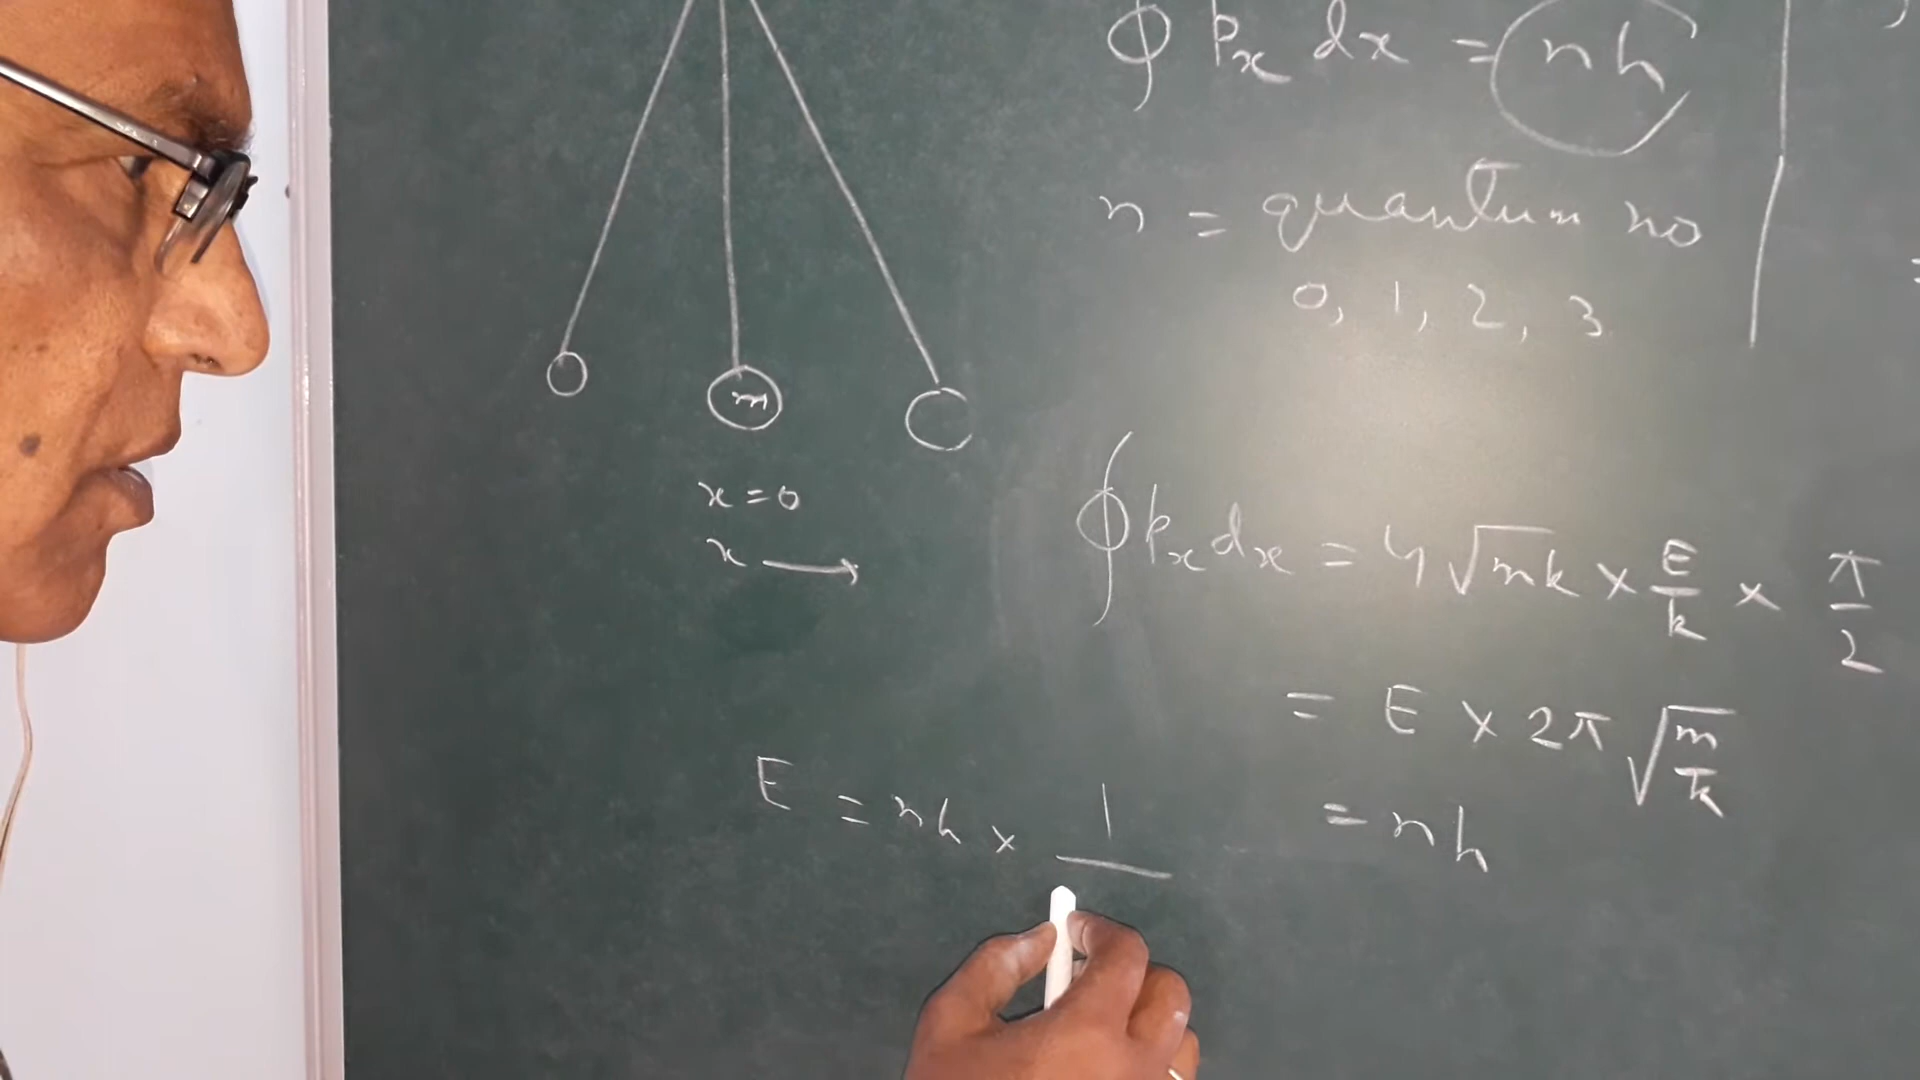 ∮ pₓ dx = nh
n = quantum no
0, 1, 2, 3
m
x = 0
x →
∮ pₓ dx = 4 √mk × E/k × π/2
= E × 2π √(m/k)
= nh
E = nh × 1/